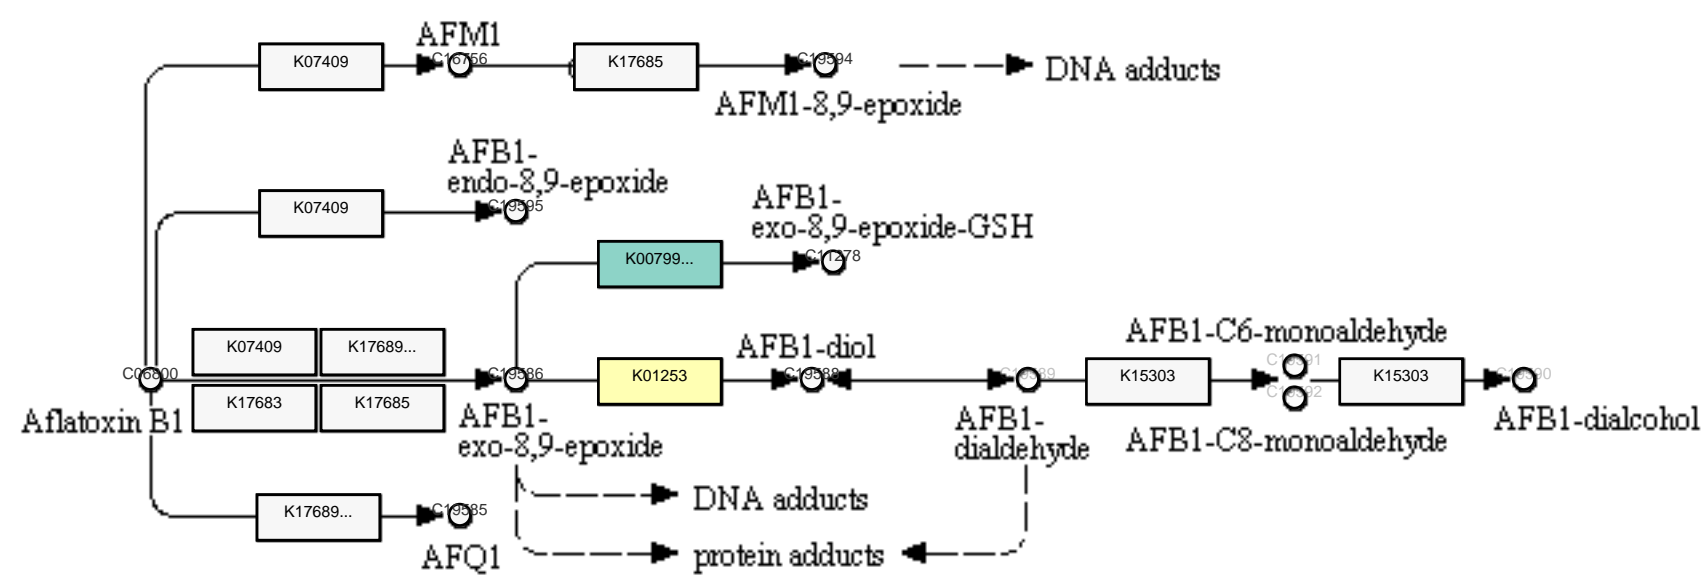 AFM1
K07409
C16756
K17685
C19594
DNA adducts
AFM1-8,9-epoxide
AFB1-
endo-8,9-epoxide
K07409
C19595
AFB1-
exo-8,9-epoxide-GSH
K00799...
C11278
K07409
K17689...
AFB1-diol
AFB1-C6-monoaldehyde
C06800
C19586
K01253
C19588
C19589
K15303
C19591
C19592
K15303
C19590
K17683
K17685
Aflatoxin B1
AFB1-
exo-8,9-epoxide
AFB1-
dialdehyde
AFB1-C8-monoaldehyde
AFB1-dialcohol
DNA adducts
K17689...
C19585
AFQ1
protein adducts